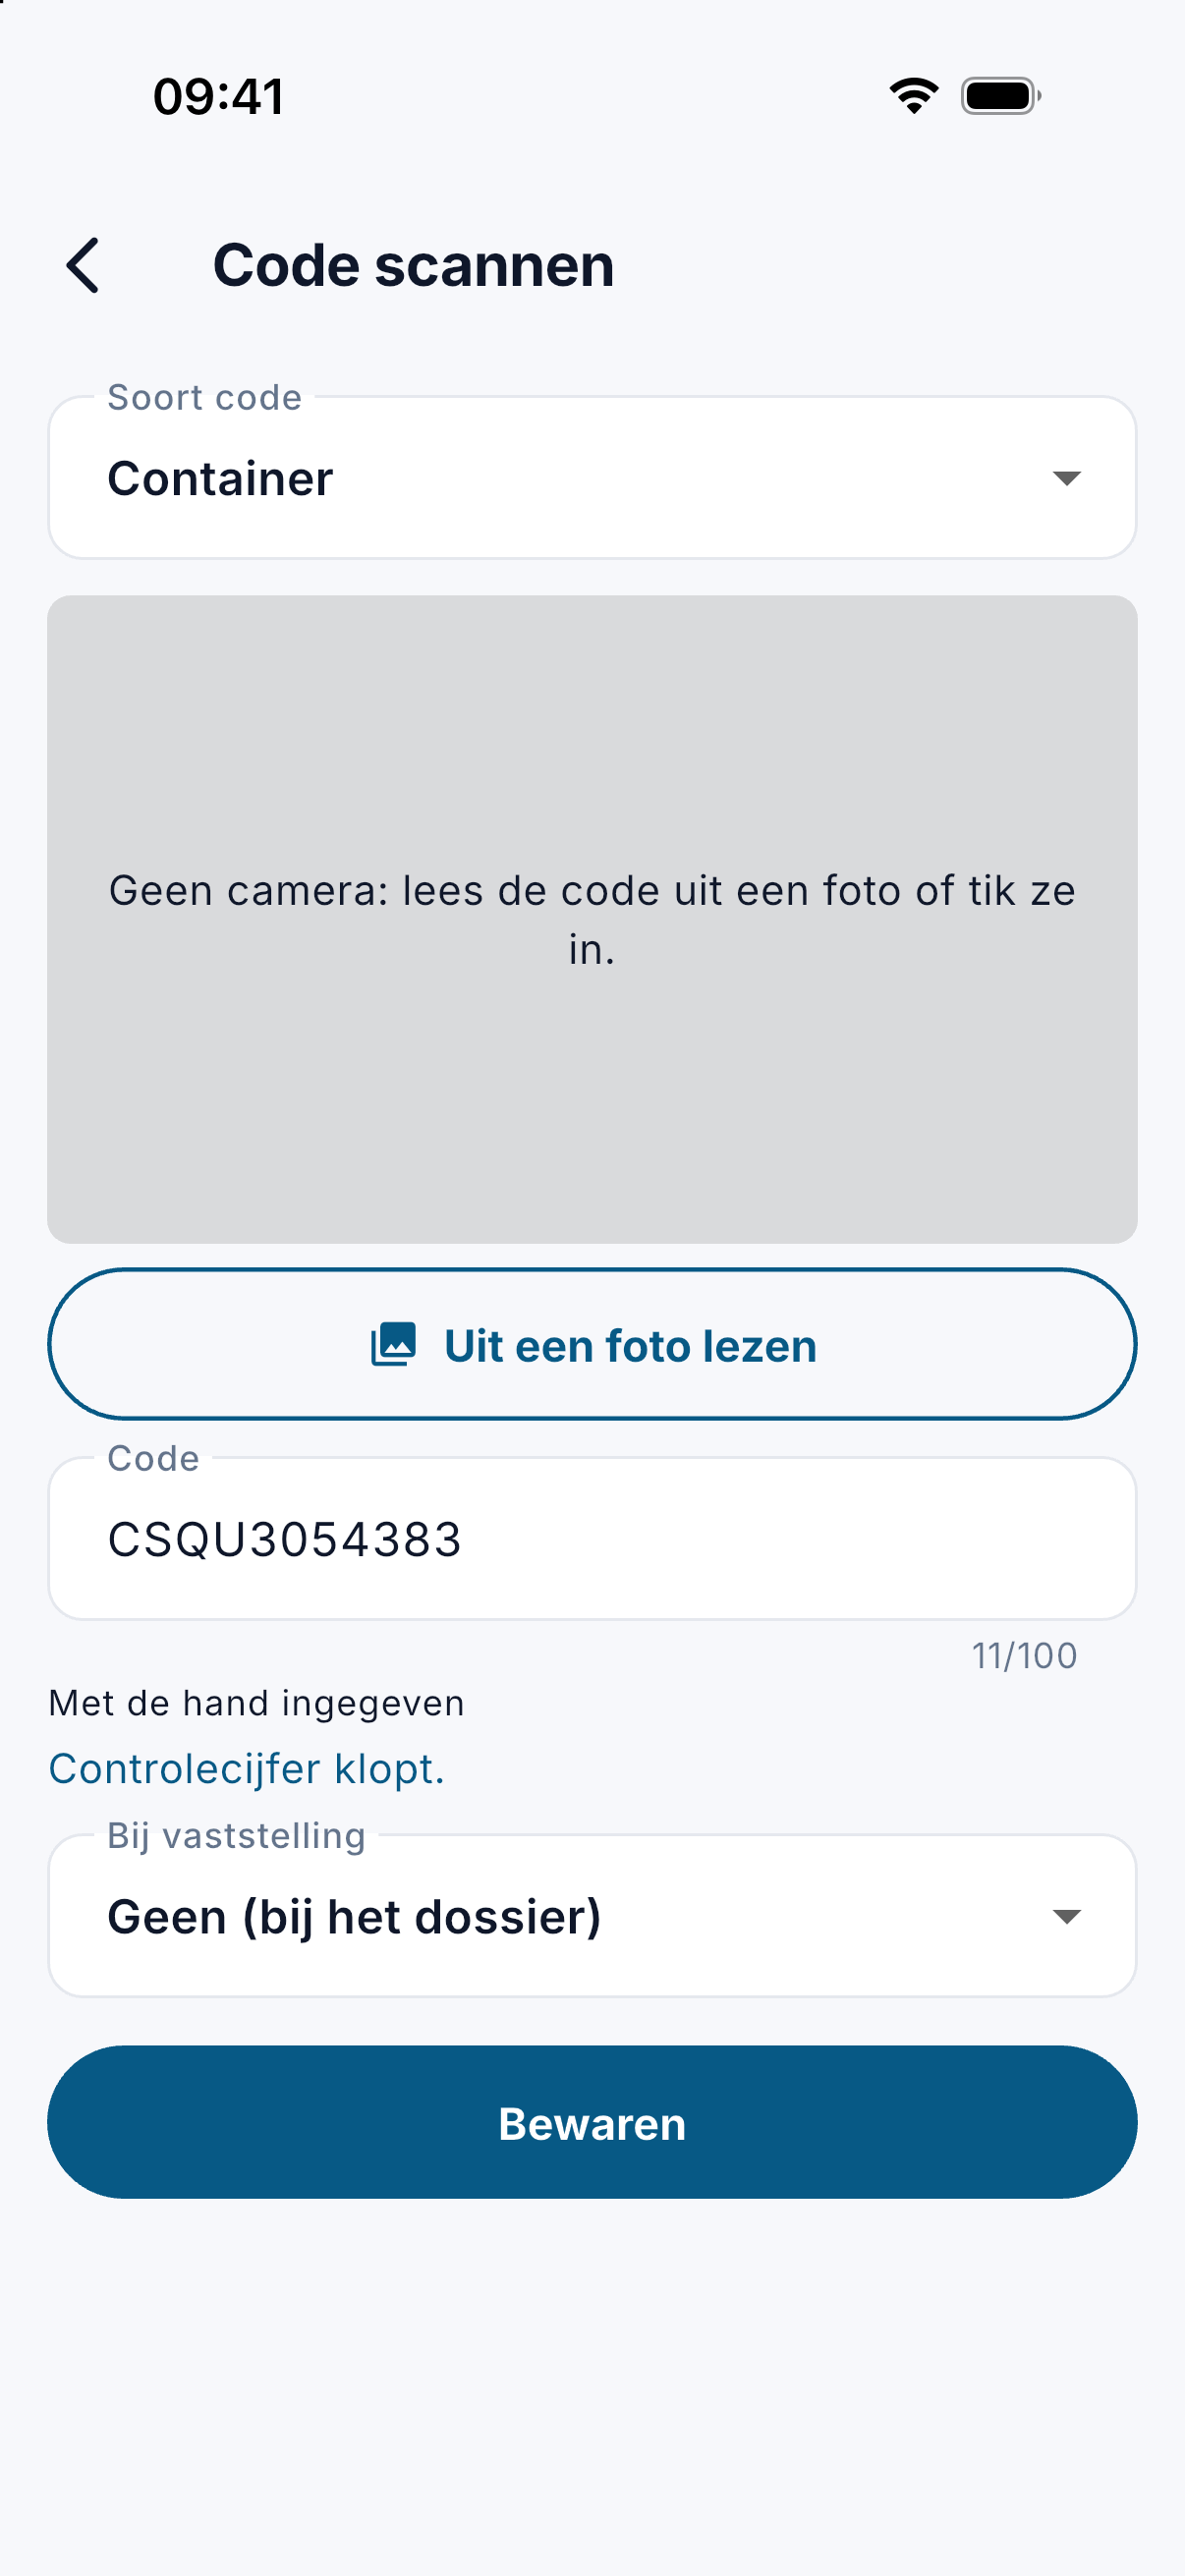 09:41
Code scannen
Soort code
Container
Geen camera: lees de code uit een foto of tik ze
in.
Uit een foto lezen
Code
CSQU3054383
11/100
Met de hand ingegeven
Controlecijfer klopt.
Bij vaststelling
Geen (bij het dossier)
Bewaren